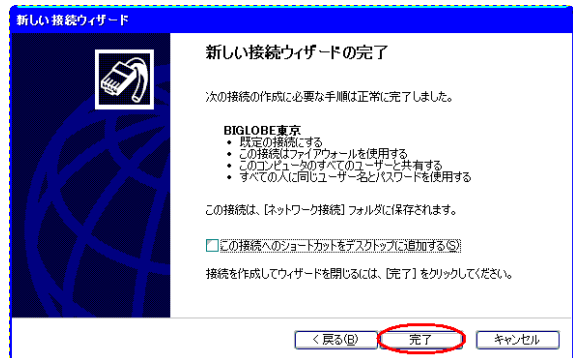 新しい接続ウィザード
新しい接続ウィザードの完了
次の接続の作成に必要な手順は正常に完了しました。
BIGLOBE東京
• 既定の接続にする
• この接続はファイアウォールを使用する
• このコンピュータのすべてのユーザーと共有する
• すべての人に同じユーザー名とパスワードを使用する
この接続は、[ネットワーク接続] フォルダに保存されます。
この接続へのショートカットをデスクトップに追加する(S)
接続を作成してウィザードを閉じるには、[完了] をクリックしてください。
< 戻る(B) 完了 キャンセル